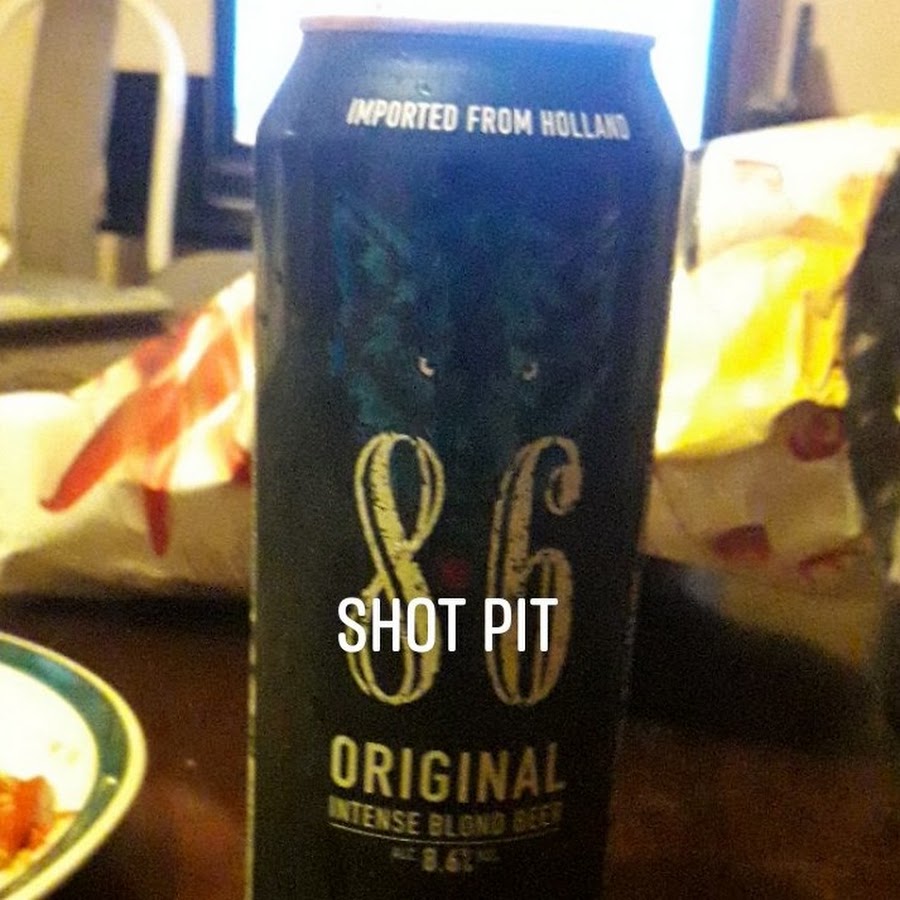 IMPORTED FROM HOLLAND
8.6
SHOT PIT
ORIGINAL
INTENSE BLOND BEER
ALC 8.6% VOL